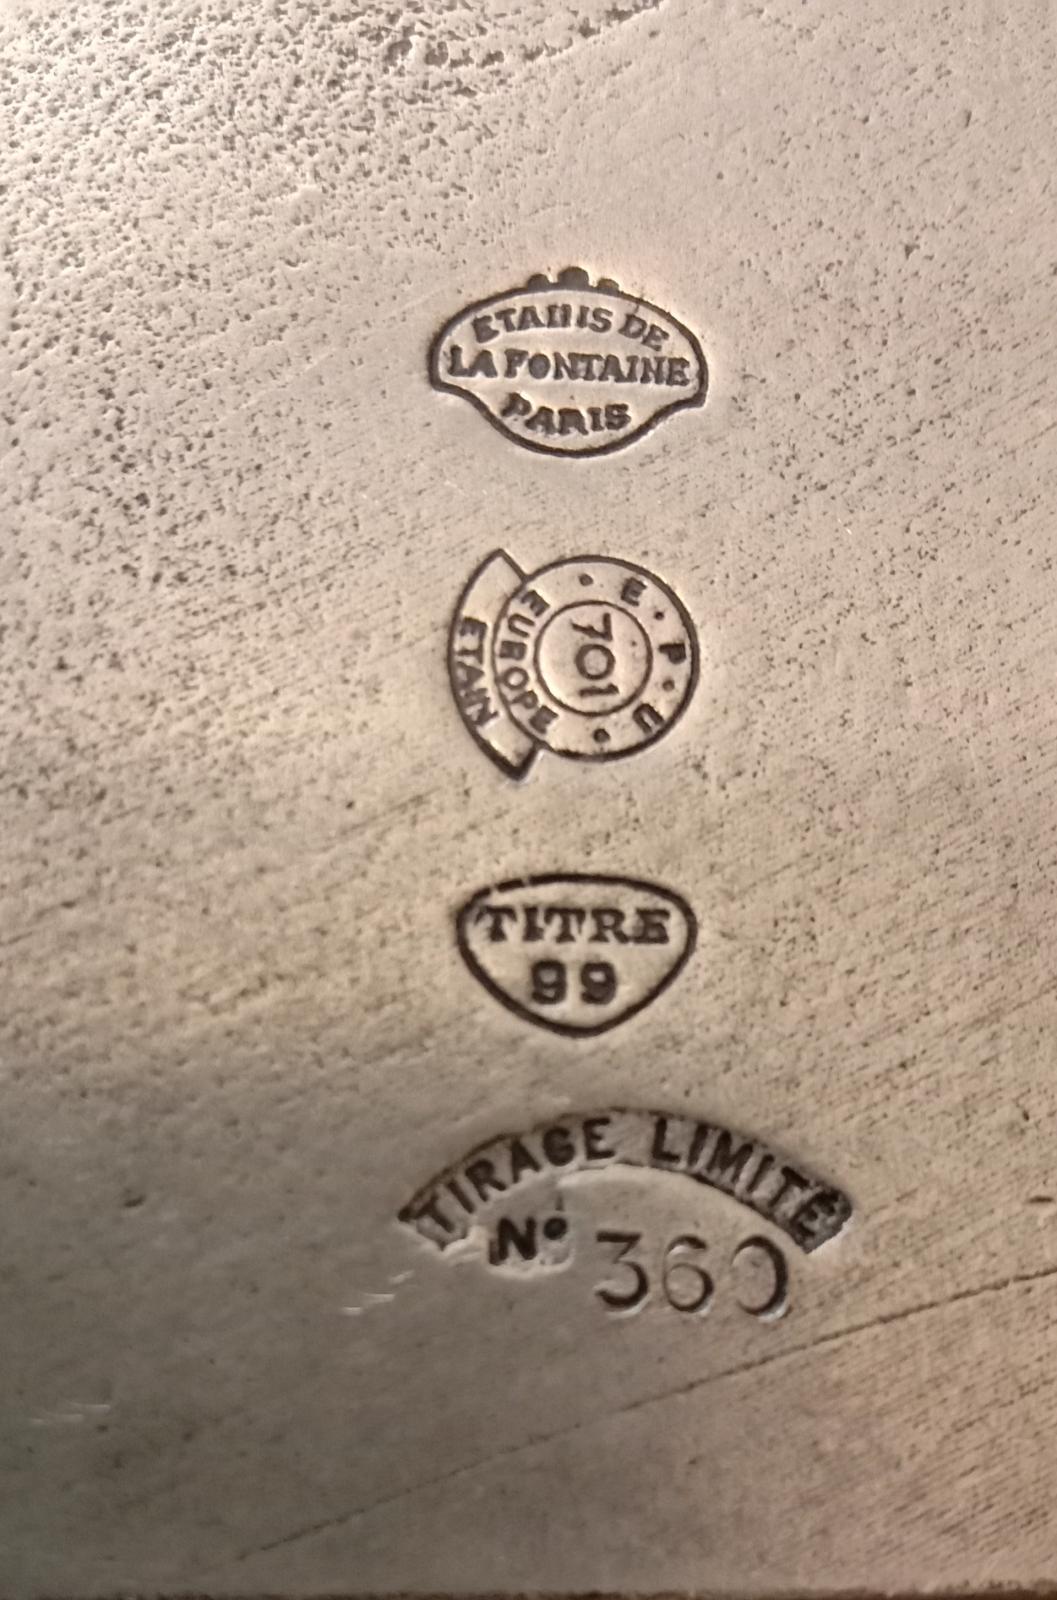 ETAINS DE
LA FONTAINE
PARIS
E.P.U
701
EUROPE
ETAIN
TITRE
99
TIRAGE LIMITÉ
N° 360